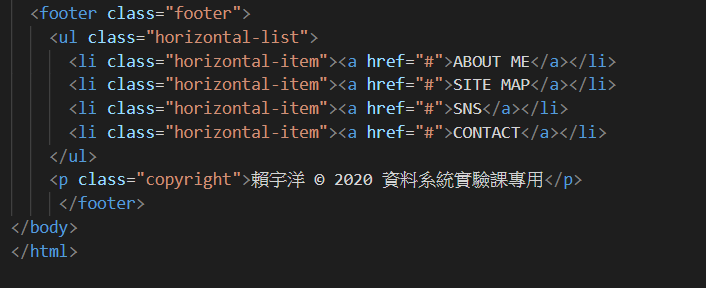 <footer class="footer">
<ul class="horizontal-list">
<li class="horizontal-item"><a href="#">ABOUT ME</a></li>
<li class="horizontal-item"><a href="#">SITE MAP</a></li>
<li class="horizontal-item"><a href="#">SNS</a></li>
<li class="horizontal-item"><a href="#">CONTACT</a></li>
</ul>
<p class="copyright">賴宇洋 © 2020 資料系統實驗課專用</p>
</footer>
</body>
</html>